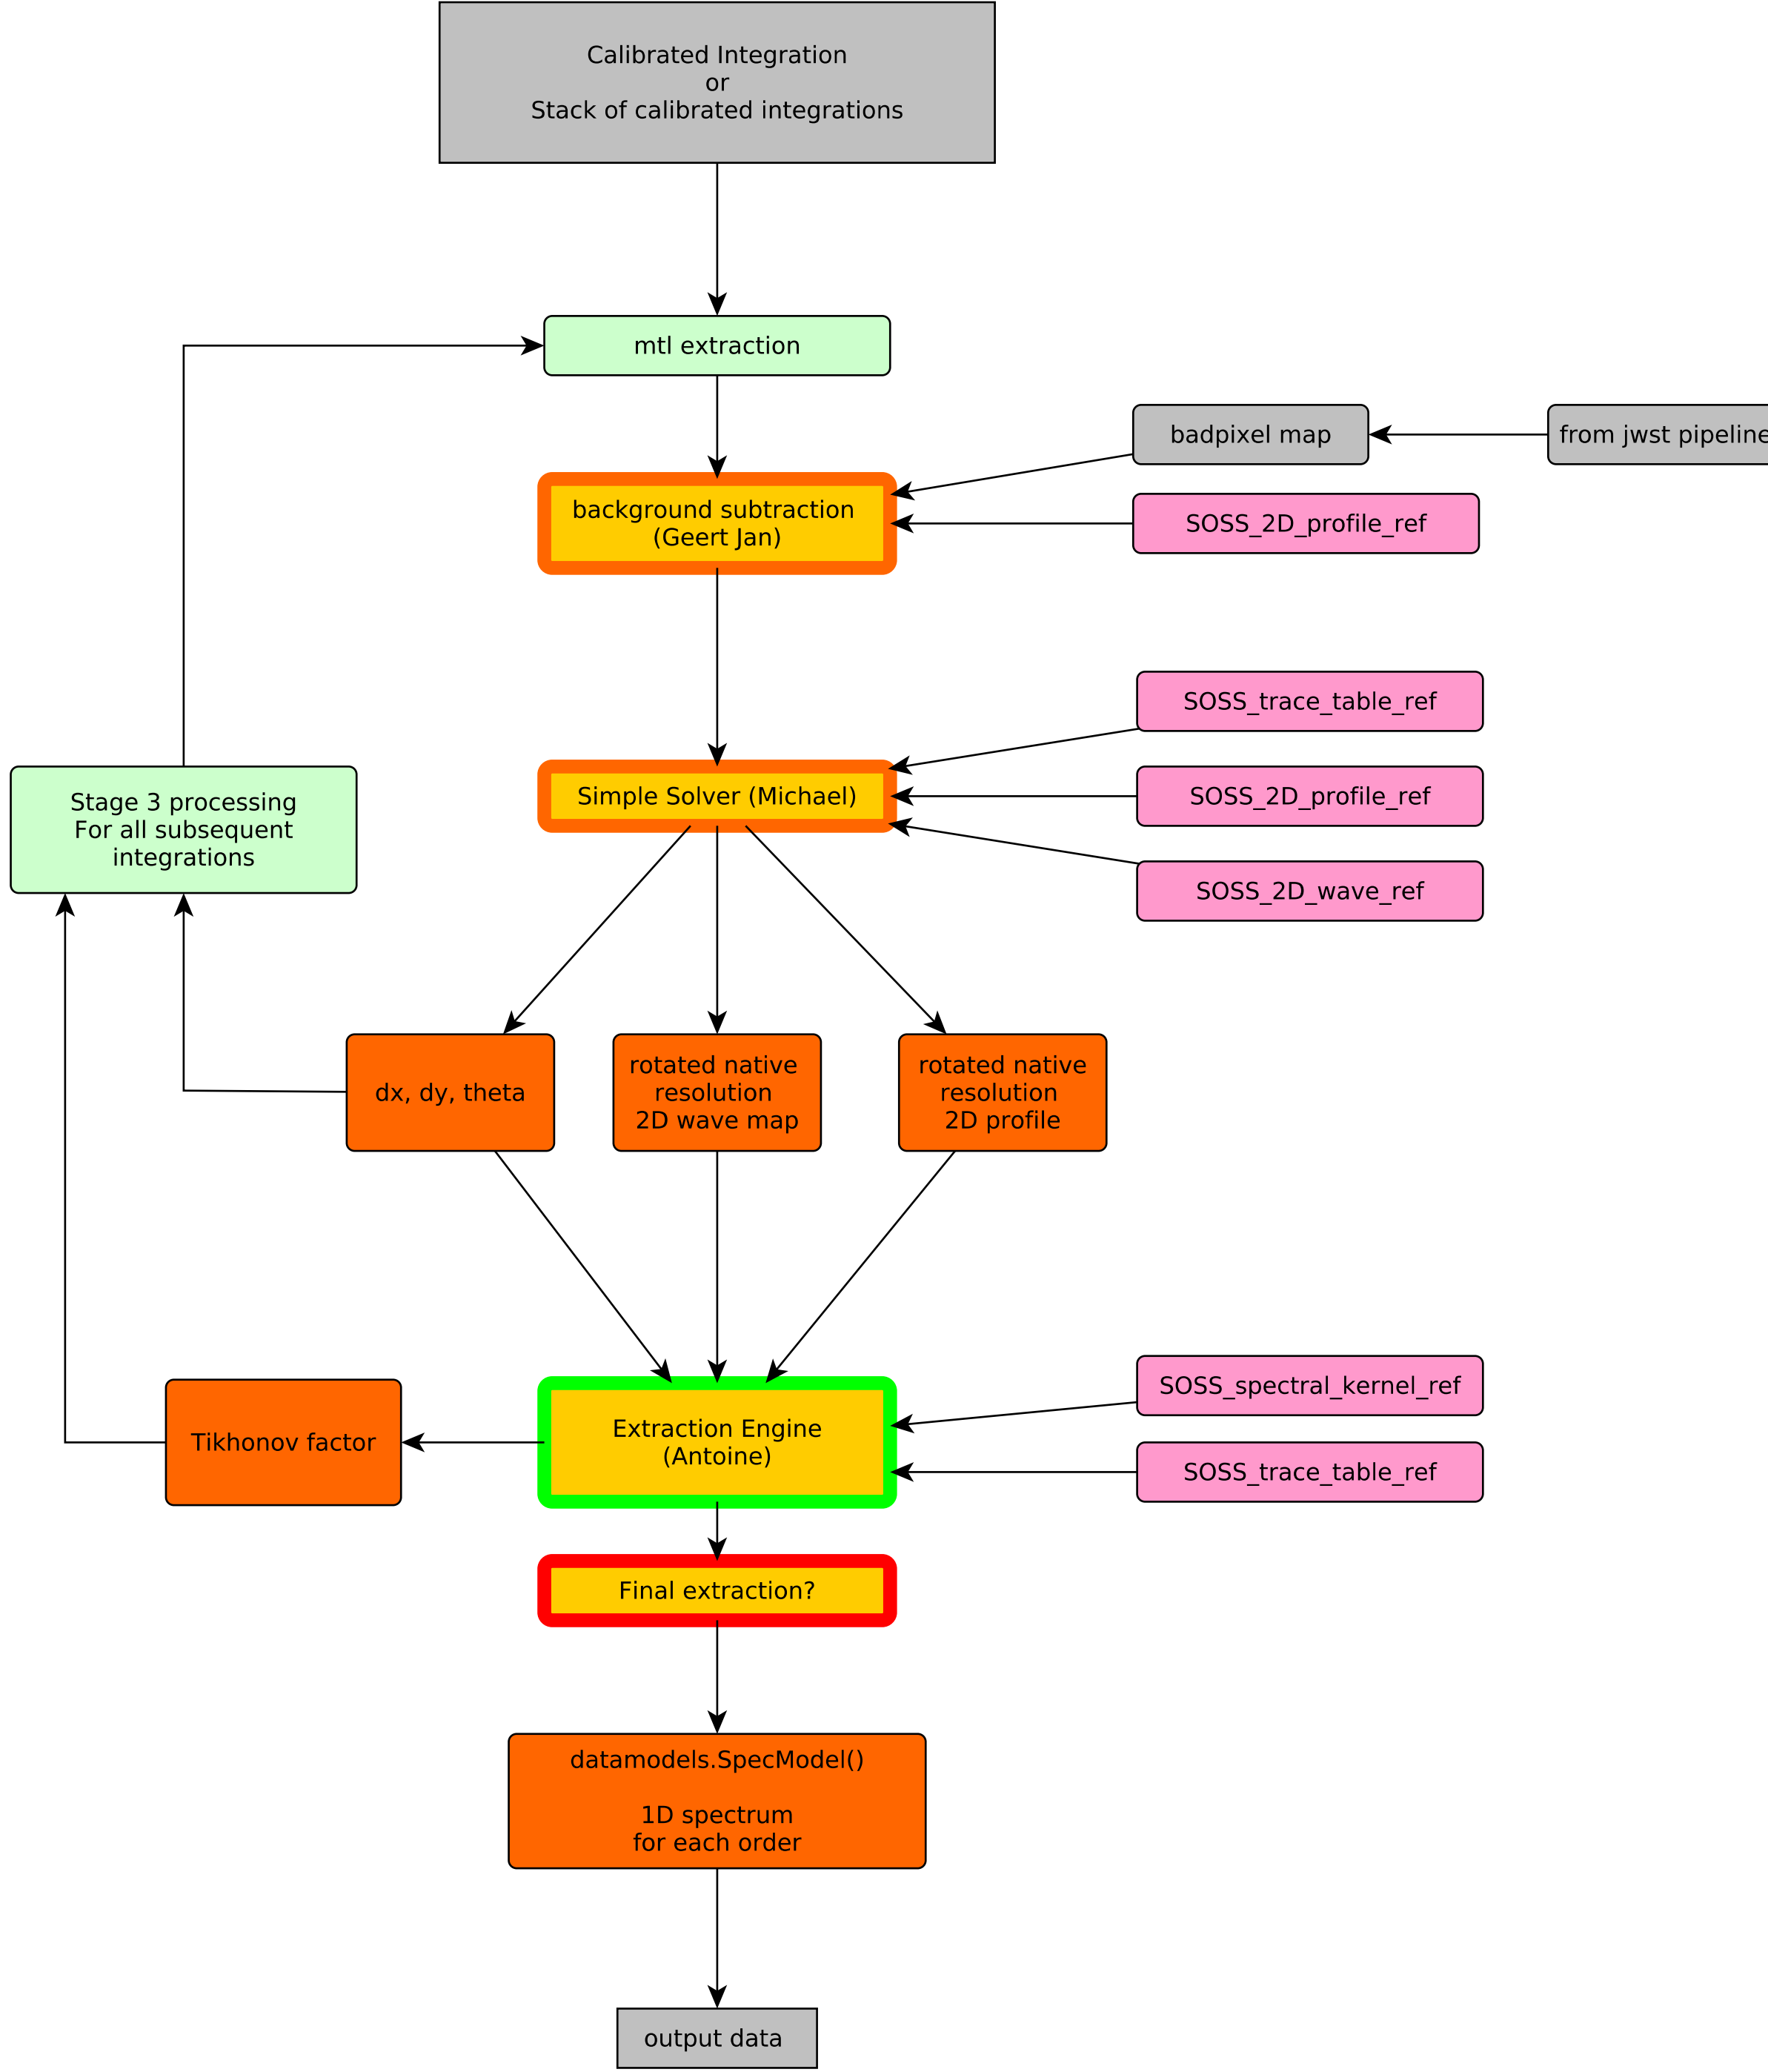 Calibrated Integration
or
Stack of calibrated integrations
mtl extraction
badpixel map
from jwst pipeline
background subtraction
(Geert Jan)
SOSS_2D_profile_ref
SOSS_trace_table_ref
Simple Solver (Michael)
SOSS_2D_profile_ref
SOSS_2D_wave_ref
Stage 3 processing
For all subsequent
integrations
dx, dy, theta
rotated native
resolution
2D wave map
rotated native
resolution
2D profile
SOSS_spectral_kernel_ref
Tikhonov factor
Extraction Engine
(Antoine)
SOSS_trace_table_ref
Final extraction?
datamodels.SpecModel()
1D spectrum
for each order
output data